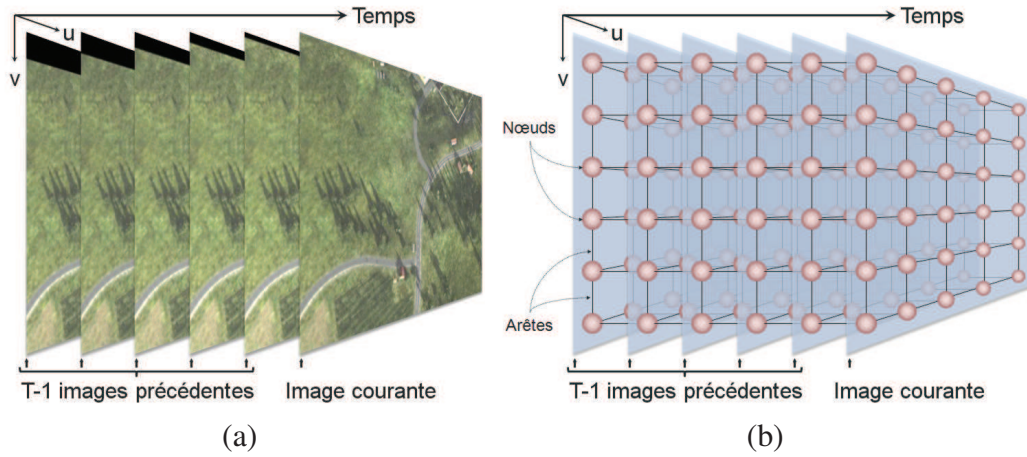 Temps
u
v
T-1 images précédentes
Image courante
(a)
Temps
u
v
Nœuds
Arêtes
T-1 images précédentes
Image courante
(b)